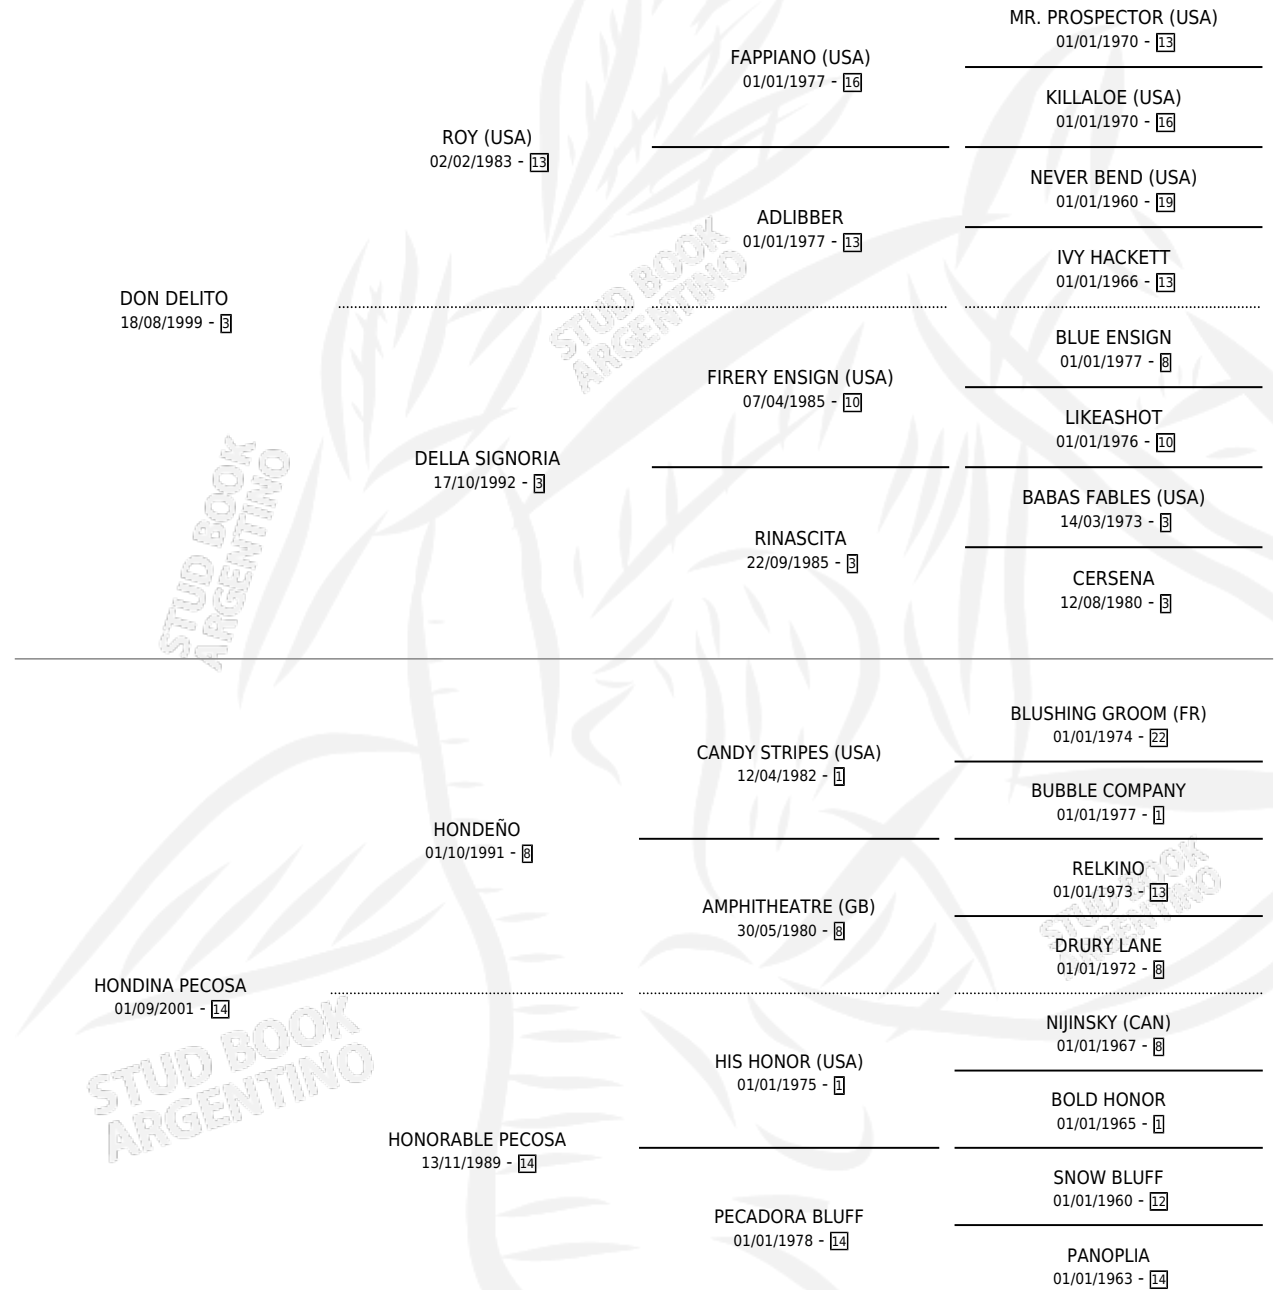 MR. PROSPECTOR (USA)
01/01/1970 - 13
FAPPIANO (USA)
01/01/1977 - 16
KILLALOE (USA)
01/01/1970 - 16
ROY (USA)
02/02/1983 - 13
NEVER BEND (USA)
01/01/1960 - 19
ADLIBBER
01/01/1977 - 13
IVY HACKETT
01/01/1966 - 13
DON DELITO
18/08/1999 - 3
STUD BOOK
ARGENTINO
BLUE ENSIGN
01/01/1977 - 8
FIRERY ENSIGN (USA)
07/04/1985 - 10
LIKEASHOT
01/01/1976 - 10
DELLA SIGNORIA
17/10/1992 - 3
BABAS FABLES (USA)
14/03/1973 - 3
RINASCITA
22/09/1985 - 3
CERSENA
12/08/1980 - 3
STUD BOOK
ARGENTINO
BLUSHING GROOM (FR)
01/01/1974 - 22
CANDY STRIPES (USA)
12/04/1982 - 1
BUBBLE COMPANY
01/01/1977 - 1
HONDEÑO
01/10/1991 - 8
RELKINO
01/01/1973 - 13
AMPHITHEATRE (GB)
30/05/1980 - 8
DRURY LANE
01/01/1972 - 8
STUD BOOK
ARGENTINO
HONDINA PECOSA
01/09/2001 - 14
NIJINSKY (CAN)
01/01/1967 - 8
HIS HONOR (USA)
01/01/1975 - 1
BOLD HONOR
01/01/1965 - 1
STUD BOOK
ARGENTINO
HONORABLE PECOSA
13/11/1989 - 14
SNOW BLUFF
01/01/1960 - 12
PECADORA BLUFF
01/01/1978 - 14
PANOPLIA
01/01/1963 - 14